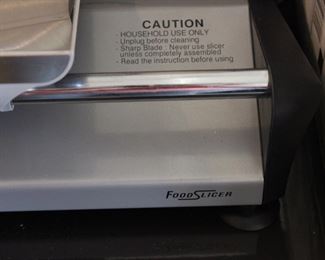 CAUTION
- HOUSEHOLD USE ONLY
- Unplug before cleaning
- Sharp Blade : Never use slicer
unless completely assembled
- Read the instruction before using
FOODSLICER